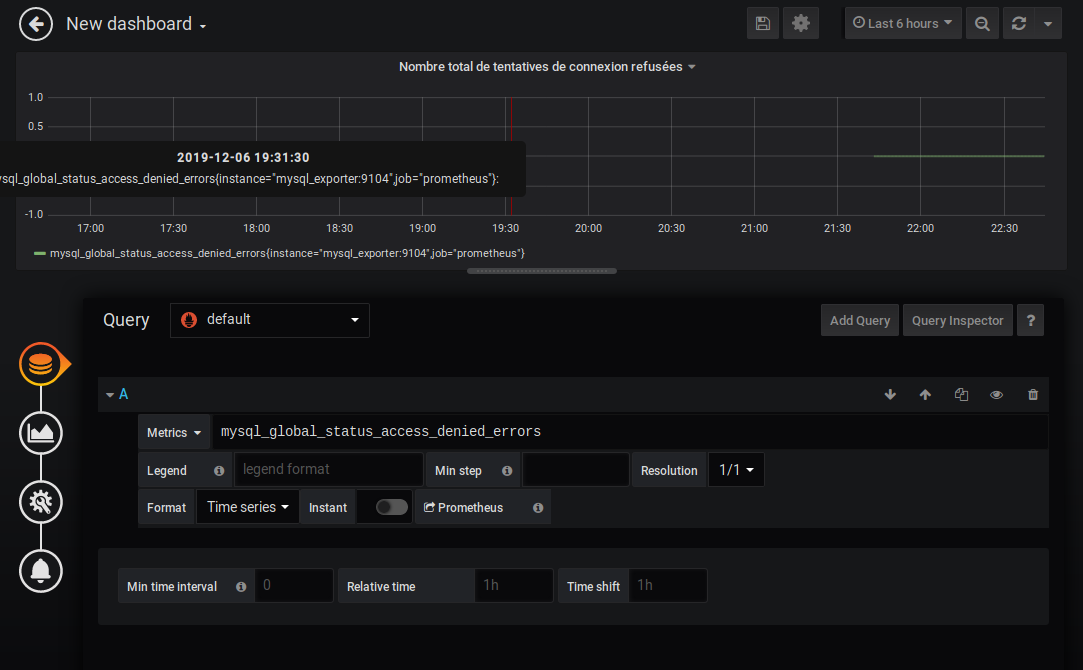 New dashboard
Last 6 hours
Nombre total de tentatives de connexion refusées
1.0
0.5
2019-12-06 19:31:30
sql_global_status_access_denied_errors{instance="mysql_exporter:9104",job="prometheus"}:
-1.0
17:00 17:30 18:00 18:30 19:00 19:30 20:00 20:30 21:00 21:30 22:00 22:30
mysql_global_status_access_denied_errors{instance="mysql_exporter:9104",job="prometheus"}
Query default Add Query Query Inspector ?
A
Metrics mysql_global_status_access_denied_errors
Legend legend format Min step Resolution 1/1
Format Time series Instant Prometheus
Min time interval 0 Relative time 1h Time shift 1h